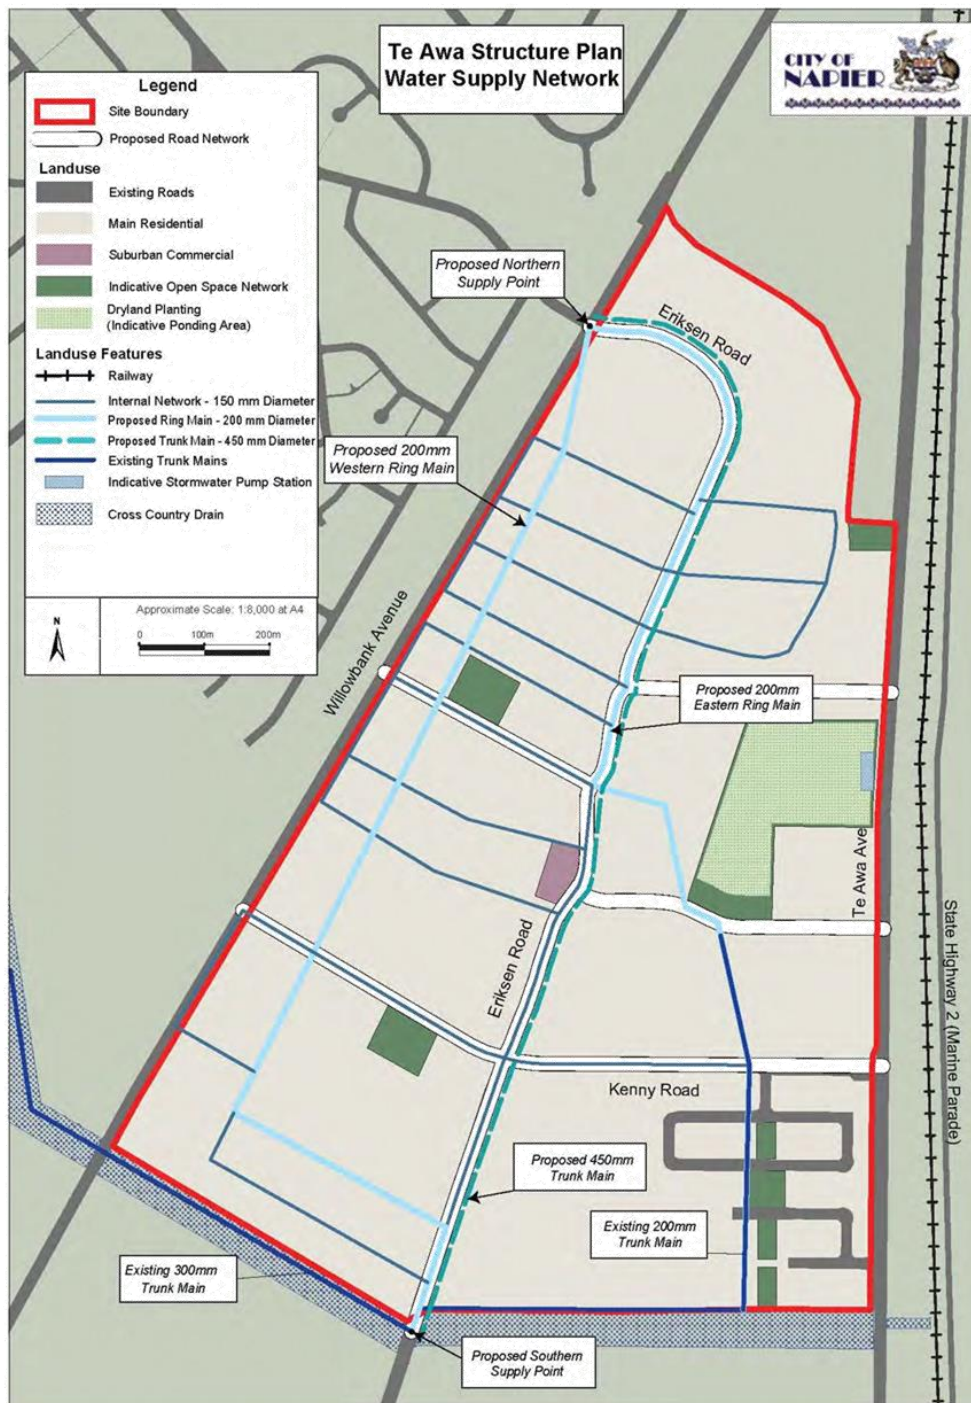 Te Awa Structure Plan
Water Supply Network
CITY OF
NAPIER
Legend
Site Boundary
Proposed Road Network
Landuse
Existing Roads
Main Residential
Suburban Commercial
Indicative Open Space Network
Dryland Planting
(Indicative Ponding Area)
Landuse Features
Railway
Internal Network - 150 mm Diameter
Proposed Ring Main - 200 mm Diameter
Proposed Trunk Main - 450 mm Diameter
Existing Trunk Mains
Indicative Stormwater Pump Station
Cross Country Drain
N
Approximate Scale: 1:8,000 at A4
0 100m 200m
Proposed Northern
Supply Point
Eriksen Road
Proposed 200mm
Western Ring Main
Willowbank Avenue
Proposed 200mm
Eastern Ring Main
Te Awa Ave
State Highway 2 (Marine Parade)
Eriksen Road
Kenny Road
Proposed 450mm
Trunk Main
Existing 200mm
Trunk Main
Existing 300mm
Trunk Main
Proposed Southern
Supply Point